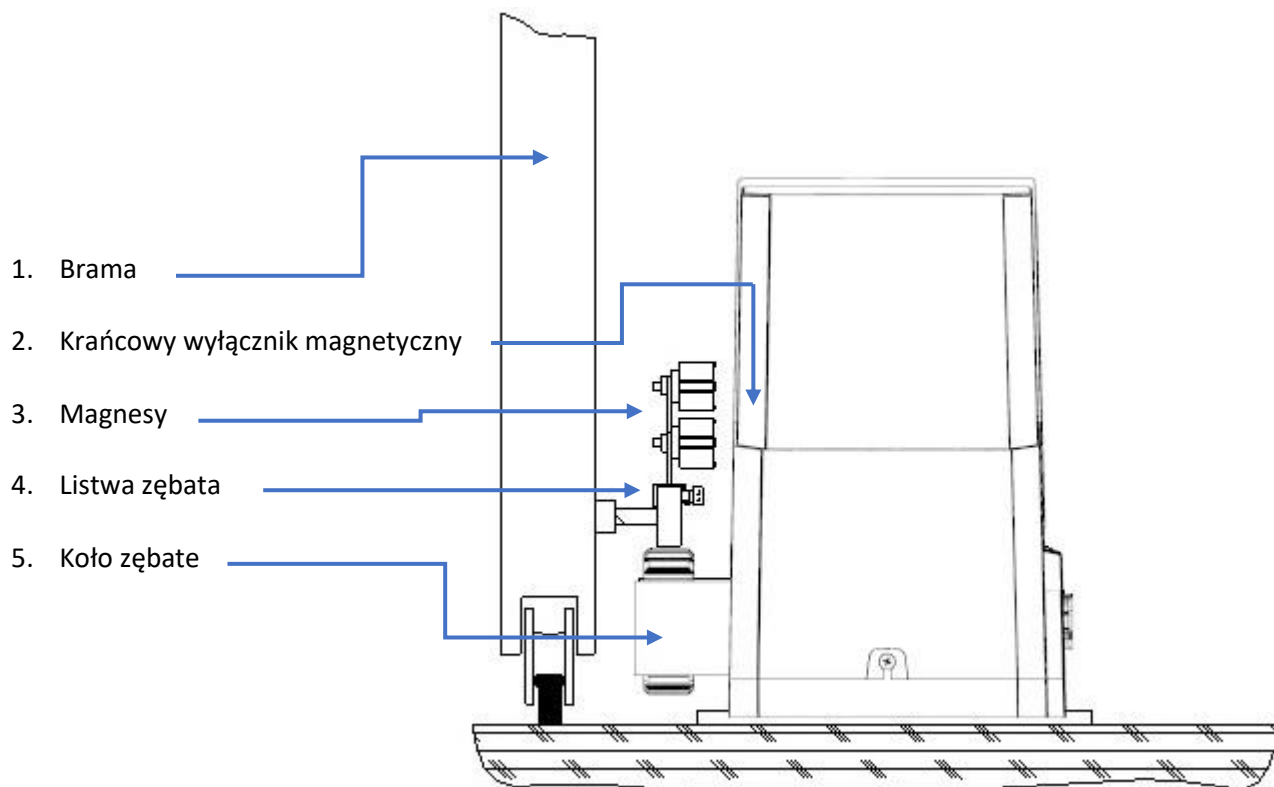 1. Brama
2. Krańcowy wyłącznik magnetyczny
3. Magnesy
4. Listwa zębata
5. Koło zębate